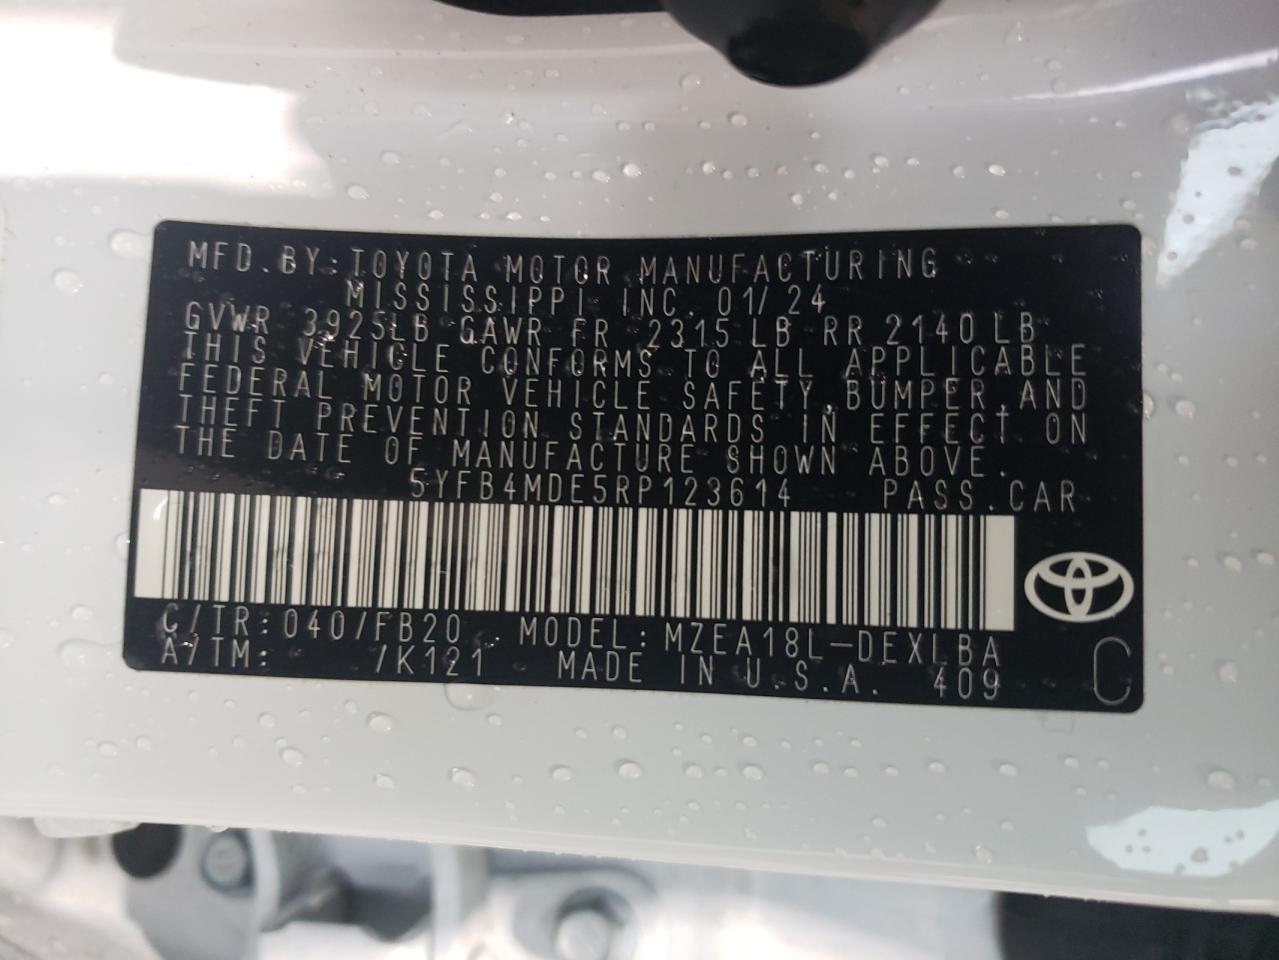 MFD.BY:TOYOTA MOTOR MANUFACTURING
MISSISSIPPI INC.01/24
GVWR 3925LB GAWR FR 2315LB RR 2140LB
THIS VEHICLE CONFORMS TO ALL APPLICABLE
FEDERAL MOTOR VEHICLE SAFETY,BUMPER,AND
THEFT PREVENTION STANDARDS IN EFFECT ON
THE DATE OF MANUFACTURE SHOWN ABOVE.
5YFB4MDE5RP123614 PASS.CAR
C/TR:040/FB20 MODEL:MZEA18L-DEXLBA
A/TM: /K121 MADE IN U.S.A. 409
C